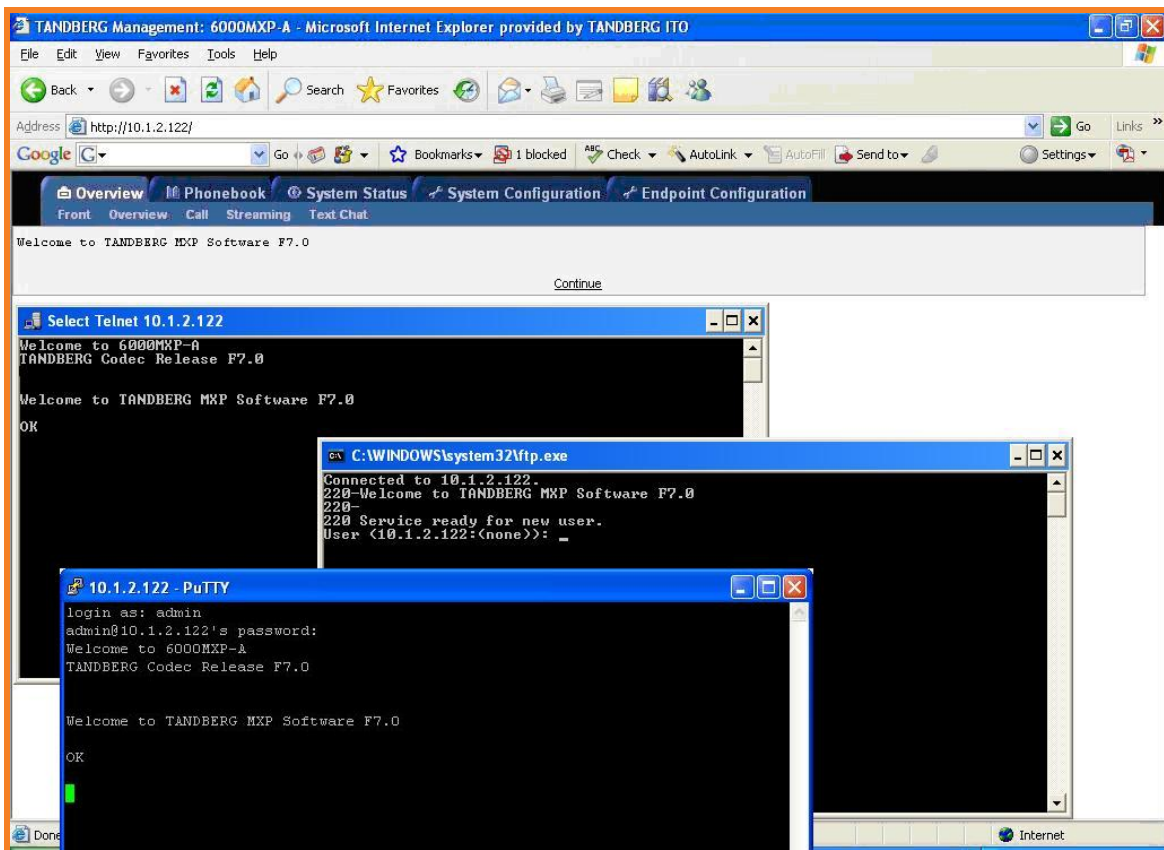 TANDBERG Management: 6000MXP-A - Microsoft Internet Explorer provided by TANDBERG ITO
File Edit View Favorites Tools Help
Back Search Favorites
Address http://10.1.2.122/ Go Links »
Google G Go Bookmarks 1 blocked ABC Check AutoLink AutoFill Send to Settings
Overview Phonebook System Status System Configuration Endpoint Configuration
Front Overview Call Streaming Text Chat
Welcome to TANDBERG MXP Software F7.0
Continue
Select Telnet 10.1.2.122
Welcome to 6000MXP-A
TANDBERG Codec Release F7.0
Welcome to TANDBERG MXP Software F7.0
OK
C:\WINDOWS\system32\ftp.exe
Connected to 10.1.2.122.
220-Welcome to TANDBERG MXP Software F7.0
220-
220 Service ready for new user.
User (10.1.2.122:(none)): _
10.1.2.122 - PuTTY
login as: admin
admin@10.1.2.122's password:
Welcome to 6000MXP-A
TANDBERG Codec Release F7.0
Welcome to TANDBERG MXP Software F7.0
OK
Done Internet